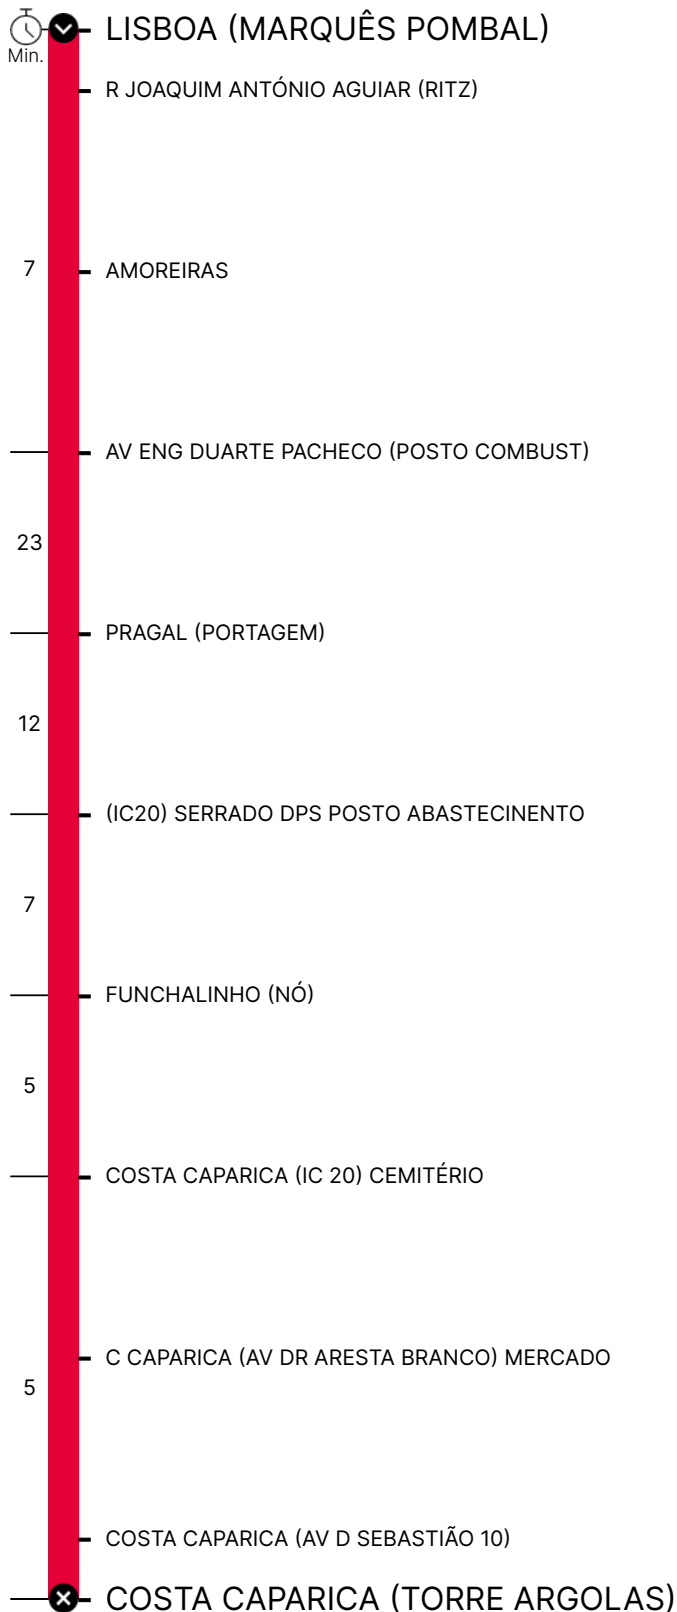 LISBOA (MARQUÊS POMBAL)
Min.
R JOAQUIM ANTÓNIO AGUIAR (RITZ)
7
AMOREIRAS
AV ENG DUARTE PACHECO (POSTO COMBUST)
23
PRAGAL (PORTAGEM)
12
(IC20) SERRADO DPS POSTO ABASTECINENTO
7
FUNCHALINHO (NÓ)
5
COSTA CAPARICA (IC 20) CEMITÉRIO
C CAPARICA (AV DR ARESTA BRANCO) MERCADO
5
COSTA CAPARICA (AV D SEBASTIÃO 10)
COSTA CAPARICA (TORRE ARGOLAS)